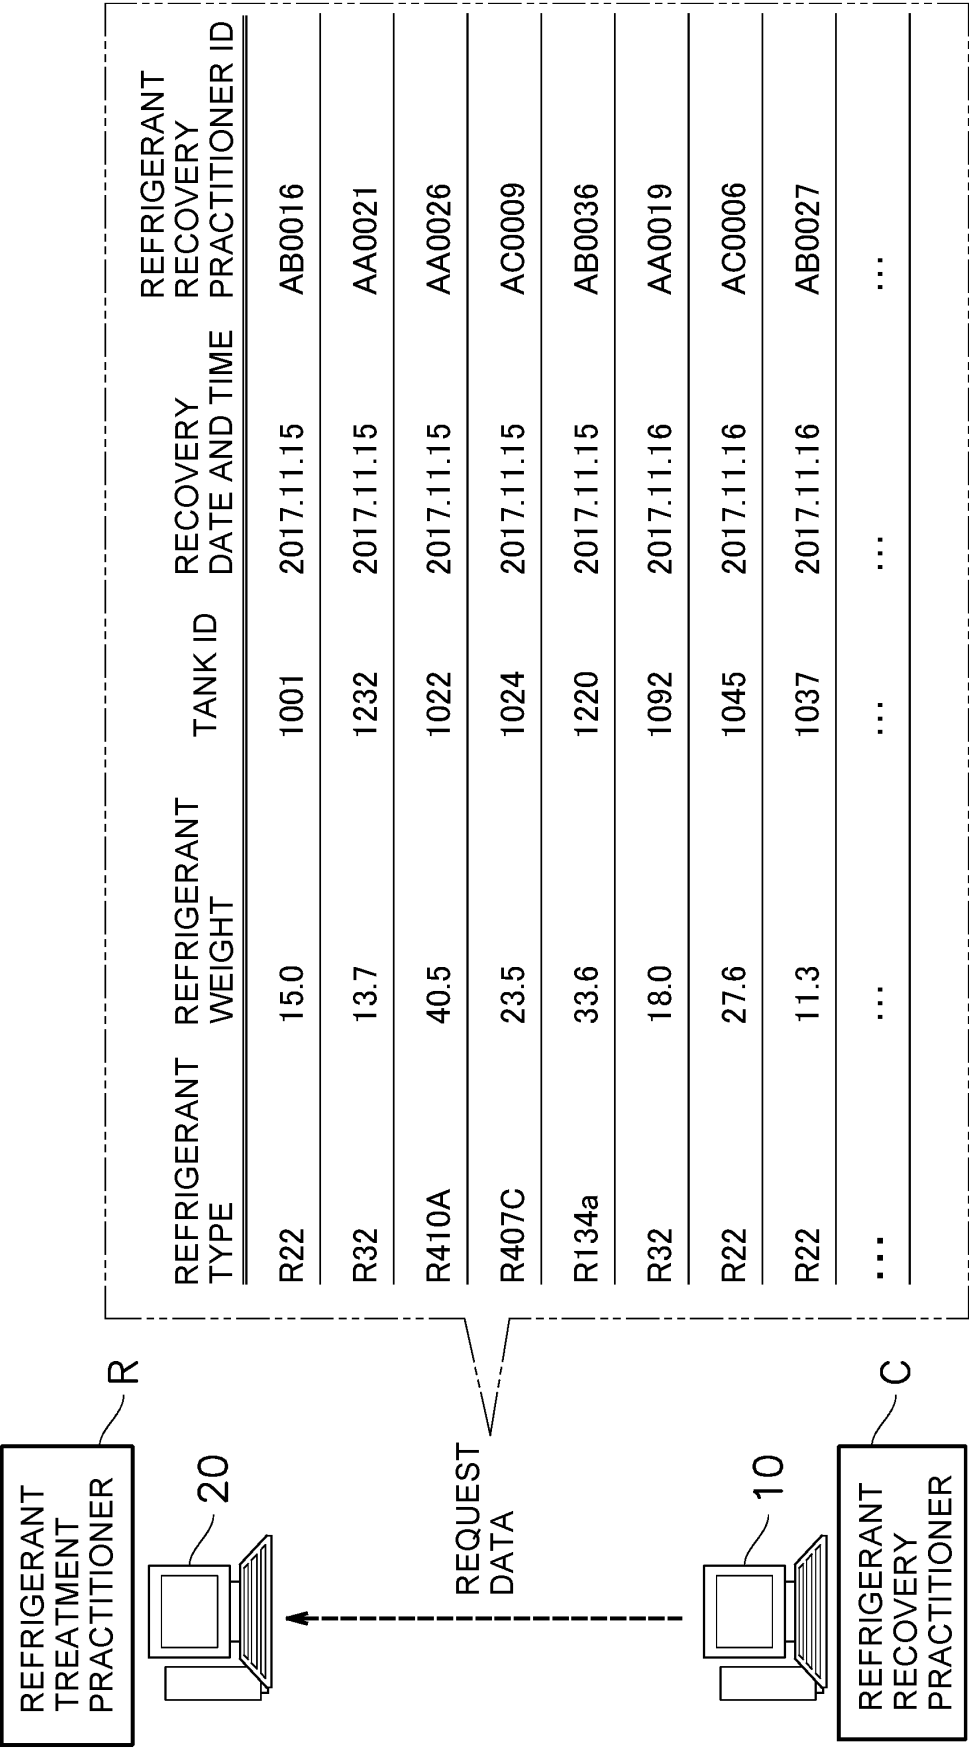 REFRIGERANT
TREATMENT
PRACTITIONER
R
20
REQUEST
DATA
10
REFRIGERANT
RECOVERY
PRACTITIONER
C
REFRIGERANT
TYPE
REFRIGERANT
WEIGHT
TANK ID
RECOVERY
DATE AND TIME
REFRIGERANT
RECOVERY
PRACTITIONER ID
R22 15.0 1001 2017.11.15 AB0016
R32 13.7 1232 2017.11.15 AA0021
R410A 40.5 1022 2017.11.15 AA0026
R407C 23.5 1024 2017.11.15 AC0009
R134a 33.6 1220 2017.11.15 AB0036
R32 18.0 1092 2017.11.16 AA0019
R22 27.6 1045 2017.11.16 AC0006
R22 11.3 1037 2017.11.16 AB0027
... ... ... ... ...